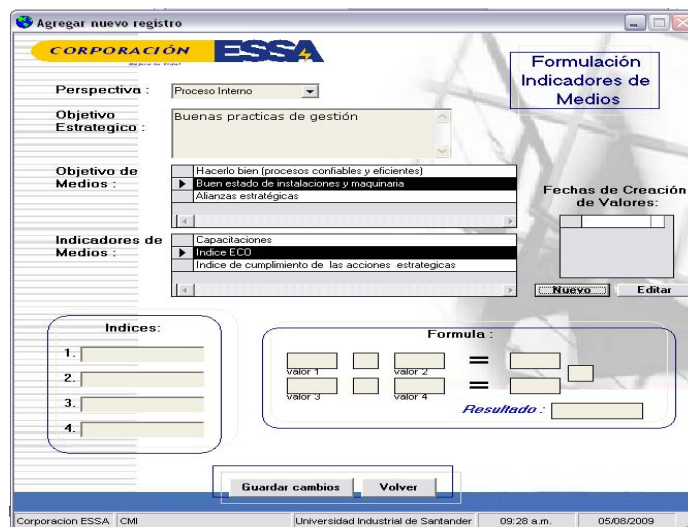 Agregar nuevo registro
CORPORACIÓN ESSA
Mejora tu Vida!
Formulación
Indicadores de
Medios
Perspectiva :
Proceso Interno
Objetivo
Estrategico :
Buenas practicas de gestión
Objetivo de
Medios :
Hacerlo bien (procesos confiables y eficientes)
Buen estado de instalaciones y maquinaria
Alianzas estratégicas
Fechas de Creación
de Valores:
Indicadores de
Medios :
Capacitaciones
Indice ECO
Indice de cumplimiento de las acciones estrategicas
Nuevo
Editar
Indices:
1.
2.
3.
4.
Formula :
valor 1
valor 2
=
valor 3
valor 4
=
Resultado :
Guardar cambios
Volver
Corporacion ESSA
CMI
Universidad Industrial de Santander
09:28 a.m.
05/08/2009